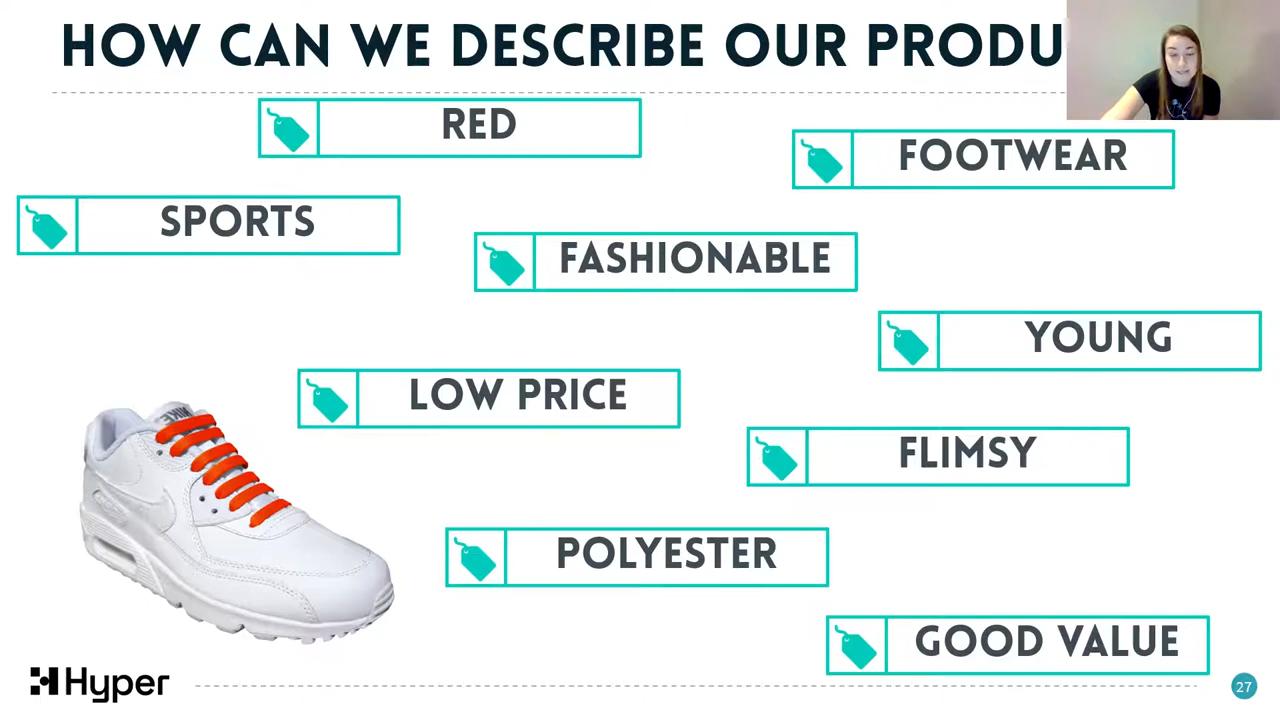 HOW CAN WE DESCRIBE OUR PRODU
RED
FOOTWEAR
SPORTS
FASHIONABLE
YOUNG
LOW PRICE
NIKE
FLIMSY
POLYESTER
GOOD VALUE
Hyper
27